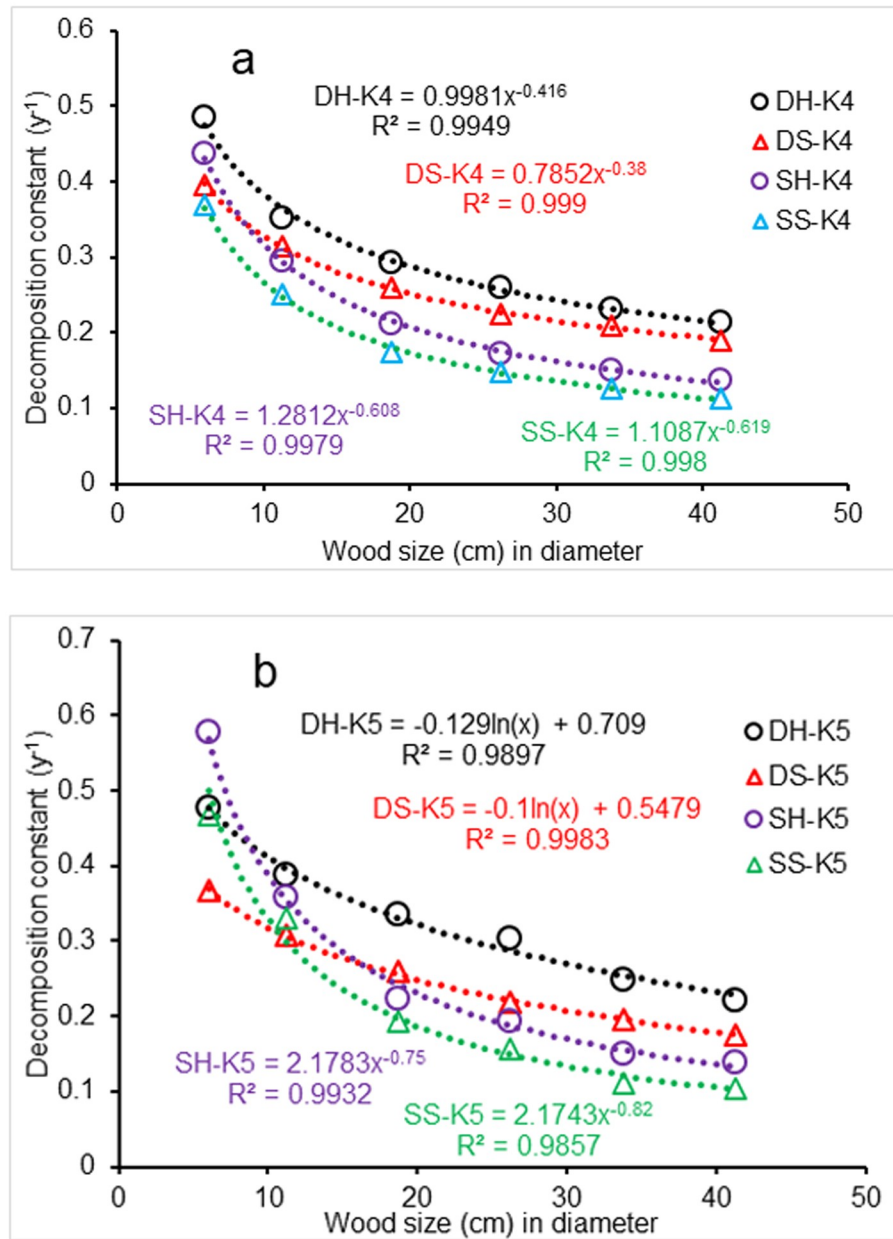 a
0.6
0.5
0.4
0.3
0.2
0.1
0
Decomposition constant (y⁻¹)
DH-K4 = 0.9981x⁻⁰·⁴¹⁶
R² = 0.9949
DS-K4 = 0.7852x⁻⁰·³⁸
R² = 0.999
SH-K4 = 1.2812x⁻⁰·⁶⁰⁸
R² = 0.9979
SS-K4 = 1.1087x⁻⁰·⁶¹⁹
R² = 0.998
DH-K4
DS-K4
SH-K4
SS-K4
0 10 20 30 40 50
Wood size (cm) in diameter
b
0.7
0.6
0.5
0.4
0.3
0.2
0.1
0
Decomposition constant (y⁻¹)
DH-K5 = -0.129ln(x) + 0.709
R² = 0.9897
DS-K5 = -0.1ln(x) + 0.5479
R² = 0.9983
SH-K5 = 2.1783x⁻⁰·⁷⁵
R² = 0.9932
SS-K5 = 2.1743x⁻⁰·⁸²
R² = 0.9857
DH-K5
DS-K5
SH-K5
SS-K5
0 10 20 30 40 50
Wood size (cm) in diameter